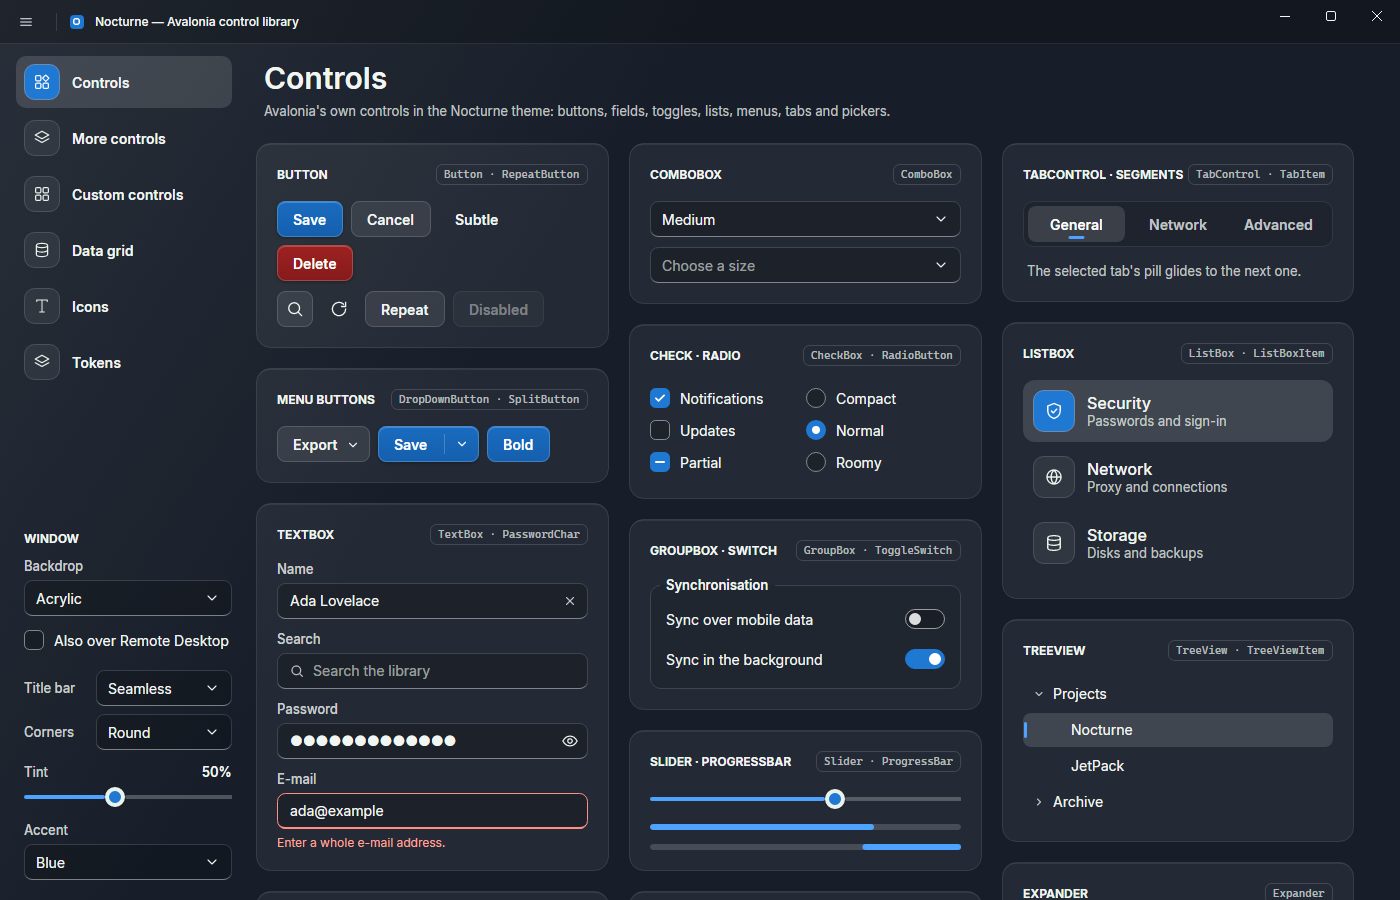 Nocturne — Avalonia control library
Controls
More controls
Custom controls
Data grid
Icons
Tokens
WINDOW
Backdrop
Acrylic
Also over Remote Desktop
Title bar
Seamless
Corners
Round
Tint
50%
Accent
Blue
Controls
Avalonia's own controls in the Nocturne theme: buttons, fields, toggles, lists, menus, tabs and pickers.
BUTTON
Button · RepeatButton
Save
Cancel
Subtle
Delete
Repeat
Disabled
MENU BUTTONS
DropDownButton · SplitButton
Export
Save
Bold
TEXTBOX
TextBox · PasswordChar
Name
Ada Lovelace
Search
Search the library
Password
E-mail
ada@example
Enter a whole e-mail address.
COMBOBOX
ComboBox
Medium
Choose a size
CHECK · RADIO
CheckBox · RadioButton
Notifications
Compact
Updates
Normal
Partial
Roomy
GROUPBOX · SWITCH
GroupBox · ToggleSwitch
Synchronisation
Sync over mobile data
Sync in the background
SLIDER · PROGRESSBAR
Slider · ProgressBar
TABCONTROL · SEGMENTS
TabControl · TabItem
General
Network
Advanced
The selected tab's pill glides to the next one.
LISTBOX
ListBox · ListBoxItem
Security
Passwords and sign-in
Network
Proxy and connections
Storage
Disks and backups
TREEVIEW
TreeView · TreeViewItem
Projects
Nocturne
JetPack
Archive
EXPANDER
Expander